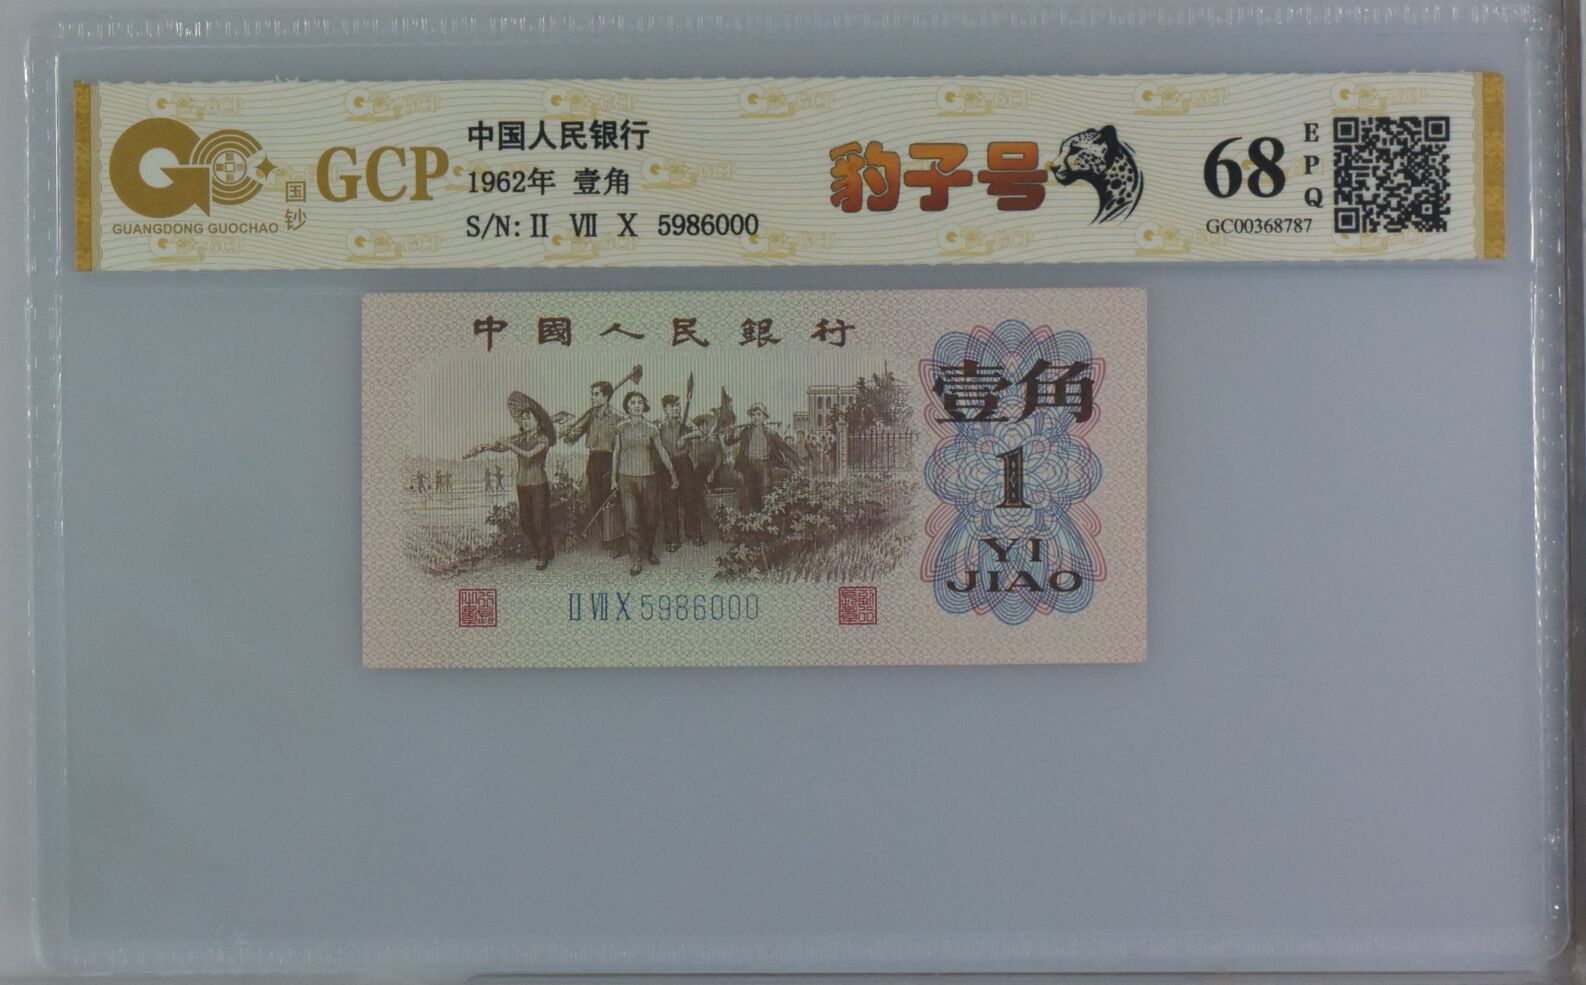 GUANGDONG GUOCHAO
国钞
GCP
中国人民银行
1962年 壹角
S/N: II VII X 5986000
豹子号
68
EPQ
GC00368787
中國人民銀行
壹角
1
YI
JIAO
II VII X 5986000